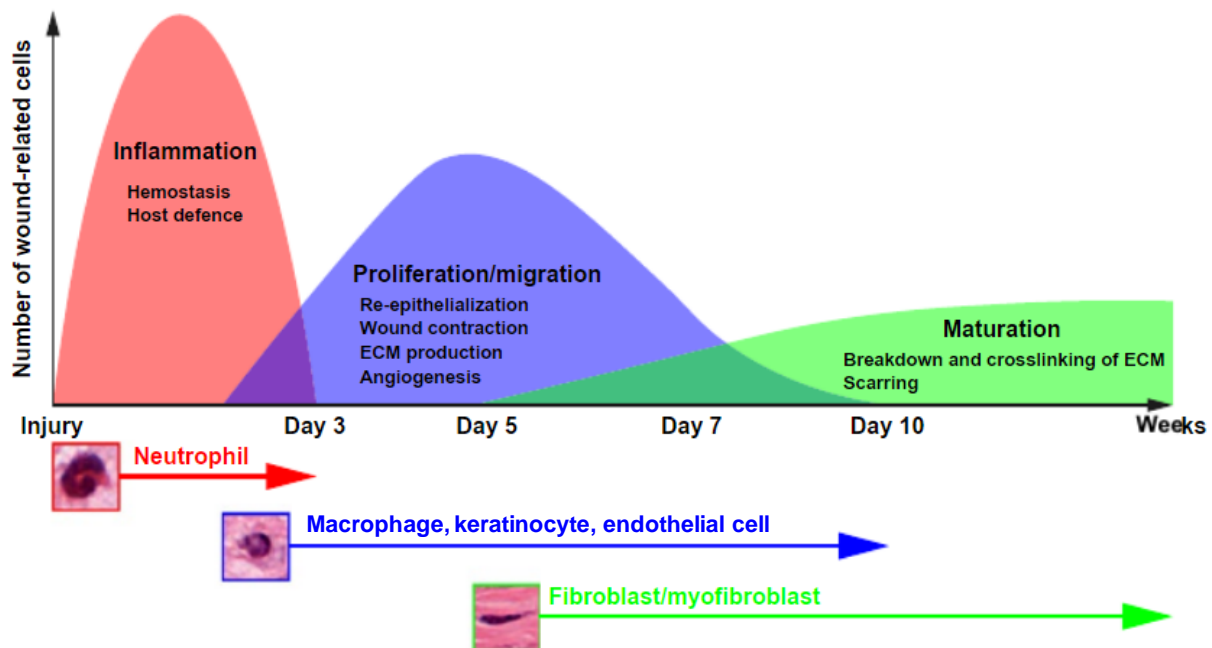 Number of wound-related cells
Inflammation
Hemostasis
Host defence
Proliferation/migration
Re-epithelialization
Wound contraction
ECM production
Angiogenesis
Maturation
Breakdown and crosslinking of ECM
Scarring
Injury
Day 3
Day 5
Day 7
Day 10
Weeks
Neutrophil
Macrophage, keratinocyte, endothelial cell
Fibroblast/myofibroblast